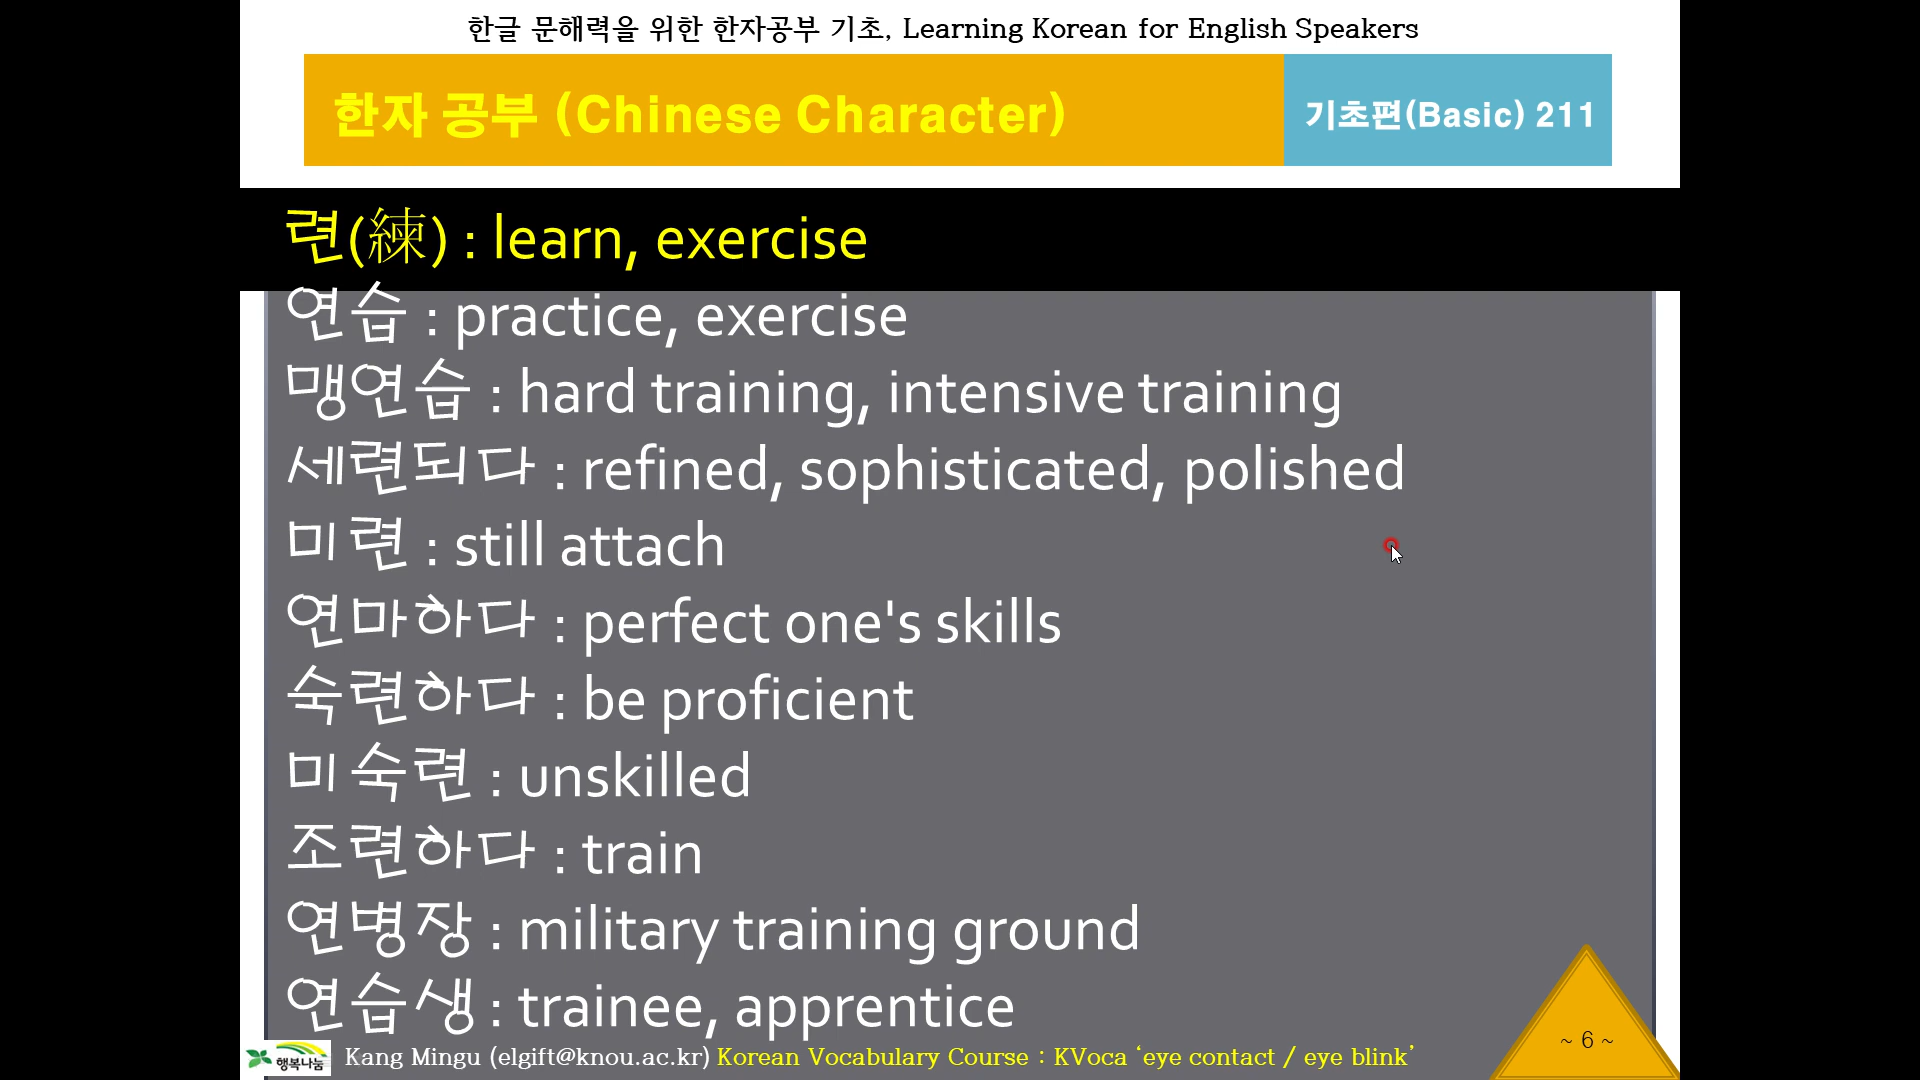 한글 문해력을 위한 한자공부 기초, Learning Korean for English Speakers
한자 공부 (Chinese Character)
기초편(Basic) 211
련(練) : learn, exercise
연습 : practice, exercise
맹연습 : hard training, intensive training
세련되다 : refined, sophisticated, polished
미련 : still attach
연마하다 : perfect one's skills
숙련하다 : be proficient
미숙련 : unskilled
조련하다 : train
연병장 : military training ground
연습생 : trainee, apprentice
~ 6 ~
행복나눔
Kang Mingu (elgift@knou.ac.kr) Korean Vocabulary Course : KVoca ‘eye contact / eye blink’